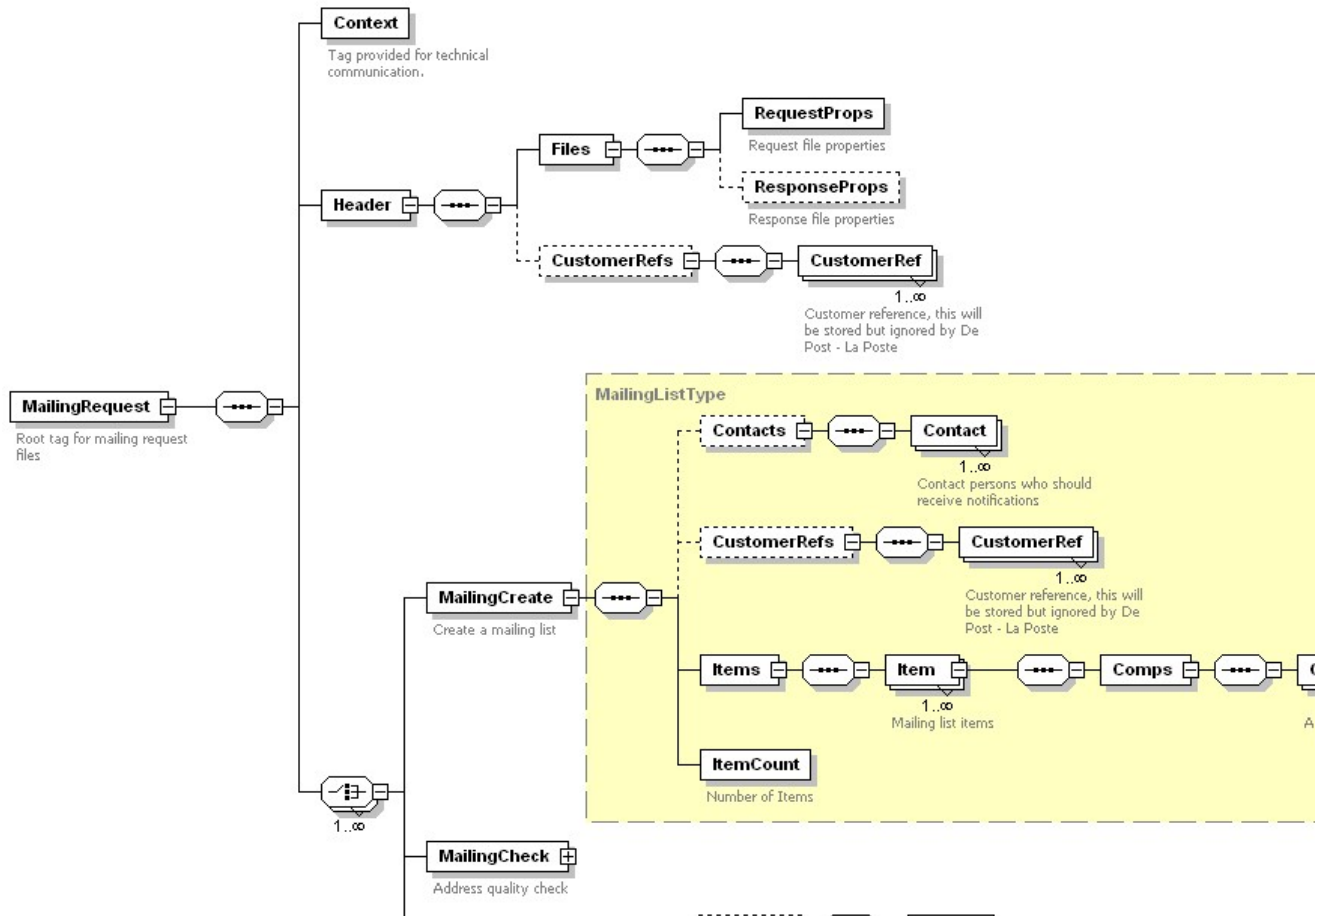 Context
Tag provided for technical
communication.
RequestProps
Request file properties
Files
ResponseProps
Response file properties
Header
CustomerRefs
CustomerRef
1..∞
Customer reference, this will
be stored but ignored by De
Post - La Poste
MailingRequest
Root tag for mailing request
files
MailingListType
Contacts
Contact
1..∞
Contact persons who should
receive notifications
CustomerRefs
CustomerRef
1..∞
Customer reference, this will
be stored but ignored by De
Post - La Poste
MailingCreate
Create a mailing list
Items
Item
Comps
1..∞
Mailing list items
ItemCount
Number of Items
1..∞
MailingCheck
Address quality check